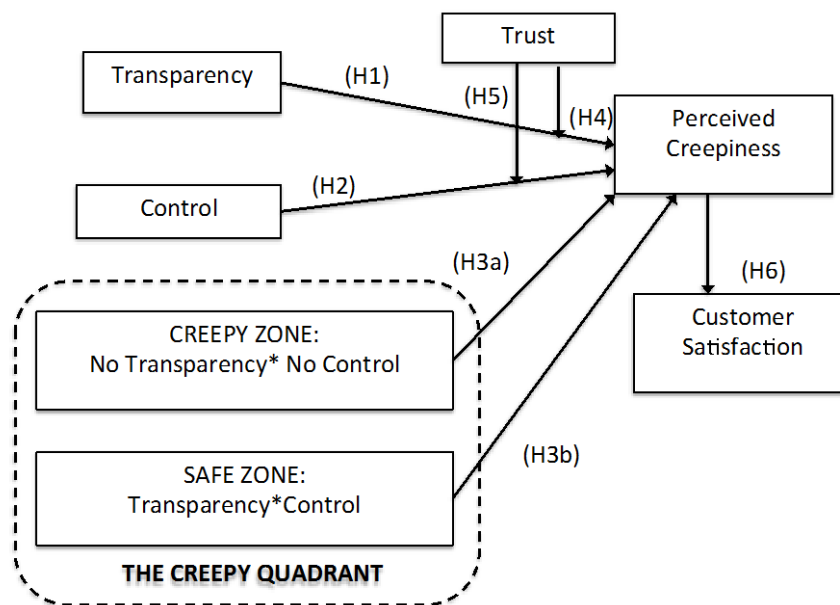 Trust
Transparency
(H1)
(H5)
(H4)
Perceived
Creepiness
Control
(H2)
(H3a)
(H6)
CREEPY ZONE:
No Transparency* No Control
Customer
Satisfaction
(H3b)
SAFE ZONE:
Transparency*Control
THE CREEPY QUADRANT